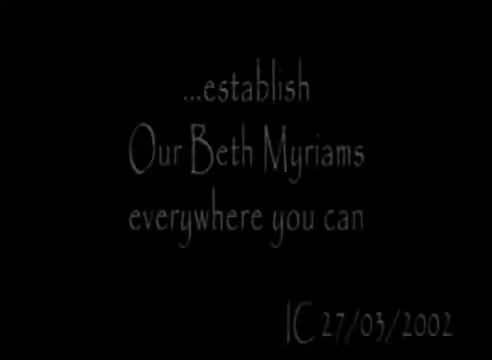 ...establish
Our Beth Myriams
everywhere you can
IC 27/03/2002